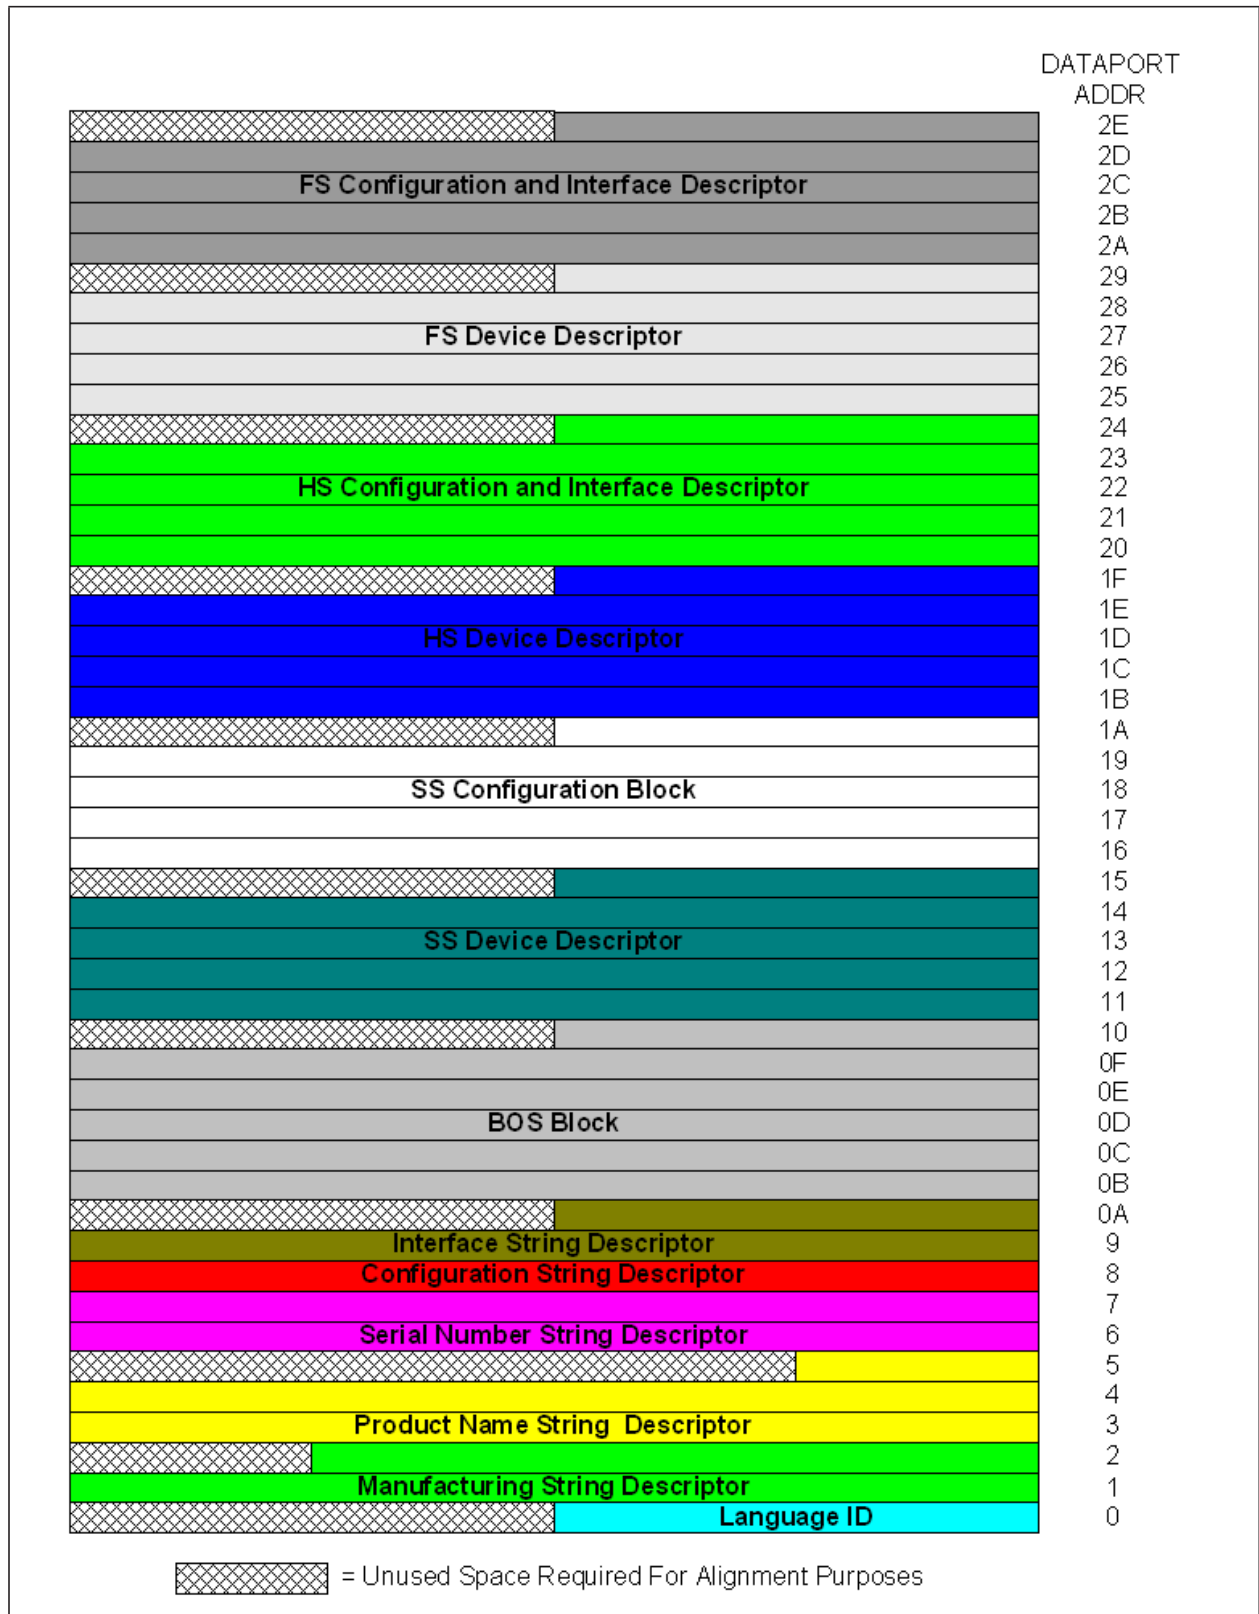 DATAPORT
ADDR
2E
2D
FS Configuration and Interface Descriptor 2C
2B
2A
29
28
FS Device Descriptor 27
26
25
24
23
HS Configuration and Interface Descriptor 22
21
20
1F
1E
HS Device Descriptor 1D
1C
1B
1A
19
SS Configuration Block 18
17
16
15
14
SS Device Descriptor 13
12
11
10
0F
0E
BOS Block 0D
0C
0B
0A
Interface String Descriptor 9
Configuration String Descriptor 8
7
Serial Number String Descriptor 6
5
4
Product Name String Descriptor 3
2
Manufacturing String Descriptor 1
Language ID 0
= Unused Space Required For Alignment Purposes